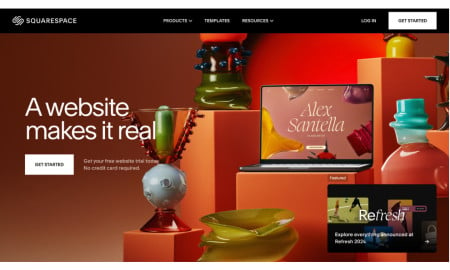 SQUARESPACE
PRODUCTS
TEMPLATES
RESOURCES
LOG IN
GET STARTED
A website
makes it real
GET STARTED
Get your free website trial today.
No credit card required.
Alex
Santella
Featured
Refresh
Explore everything announced at
Refresh 2024